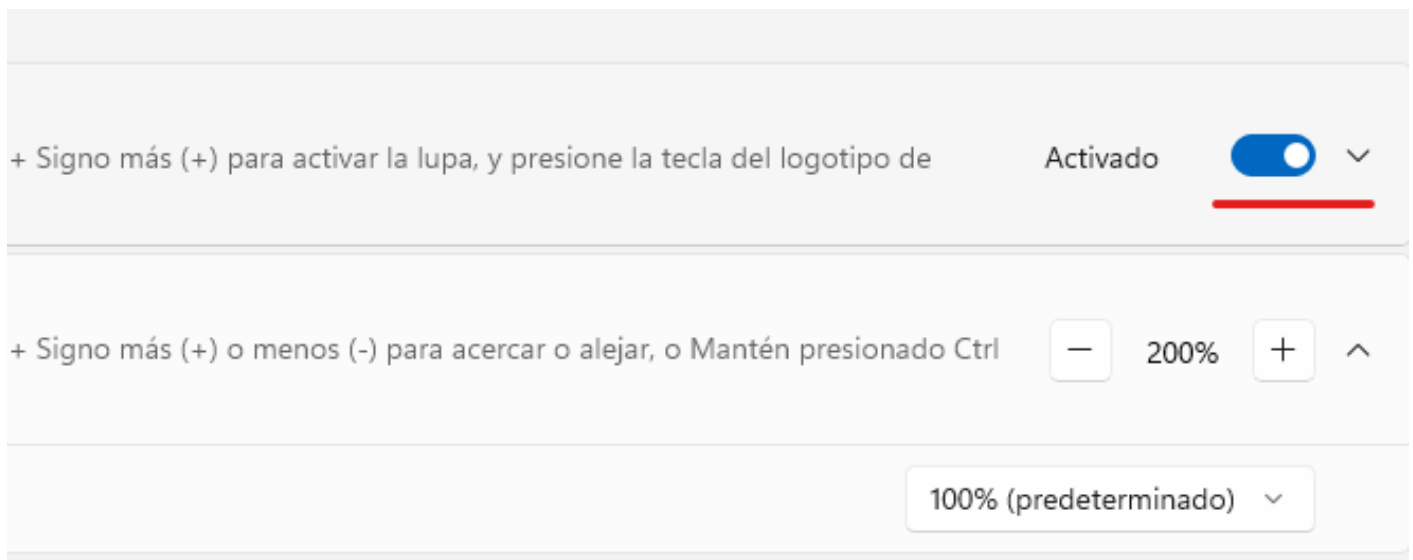 + Signo más (+) para activar la lupa, y presione la tecla del logotipo de Activado
+ Signo más (+) o menos (-) para acercar o alejar, o Mantén presionado Ctrl − 200% +
100% (predeterminado)